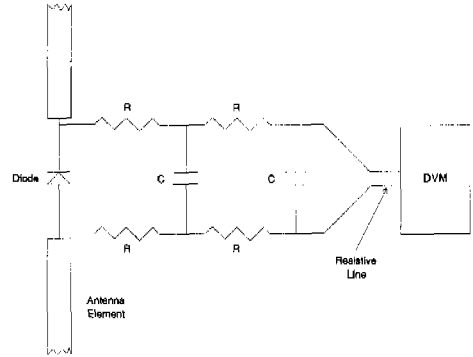 R
R
Diode
C
C
DVM
R
R
Resistive
Line
Antenna
Element